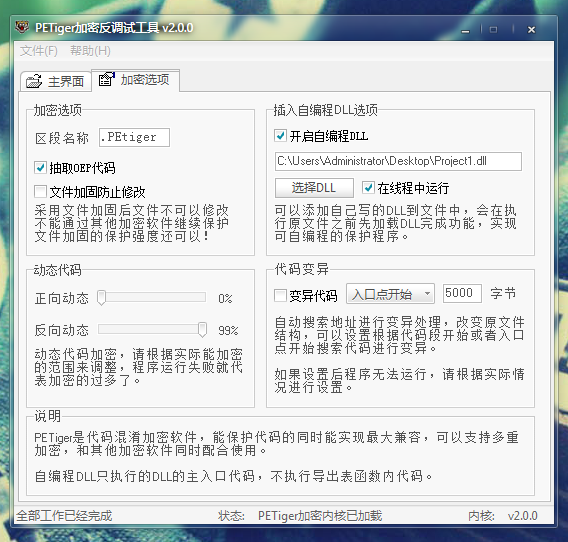 PETiger加密反调试工具 v2.0.0
文件(F) 帮助(H)
主界面 加密选项
加密选项
区段名称 .PEtiger
抽取OEP代码
文件加固防止修改
采用文件加固后文件不可以修改
不能通过其他加密软件继续保护
文件加固的保护强度还可以!
插入自编程DLL选项
开启自编程DLL
C:\Users\Administrator\Desktop\Project1.dll
选择DLL 在线程中运行
可以添加自己写的DLL到文件中，会在执
行原文件之前先加载DLL完成功能，实现
可自编程的保护程序。
动态代码
正向动态 0%
反向动态 99%
动态代码加密，请根据实际能加密
的范围来调整，程序运行失败就代
表加密的过多了。
代码变异
变异代码 入口点开始 5000 字节
自动搜索地址进行变异处理，改变原文件
结构，可以设置根据代码段开始或者入口
点开始搜索代码进行变异。
如果设置后程序无法运行，请根据实际情
况进行设置。
说明
PETiger是代码混淆加密软件，能保护代码的同时能实现最大兼容，可以支持多重
加密，和其他加密软件同时配合使用。
自编程DLL只执行的DLL的主入口代码，不执行导出表函数内代码。
全部工作已经完成 状态: PETiger加密内核已加载 内核: v2.0.0